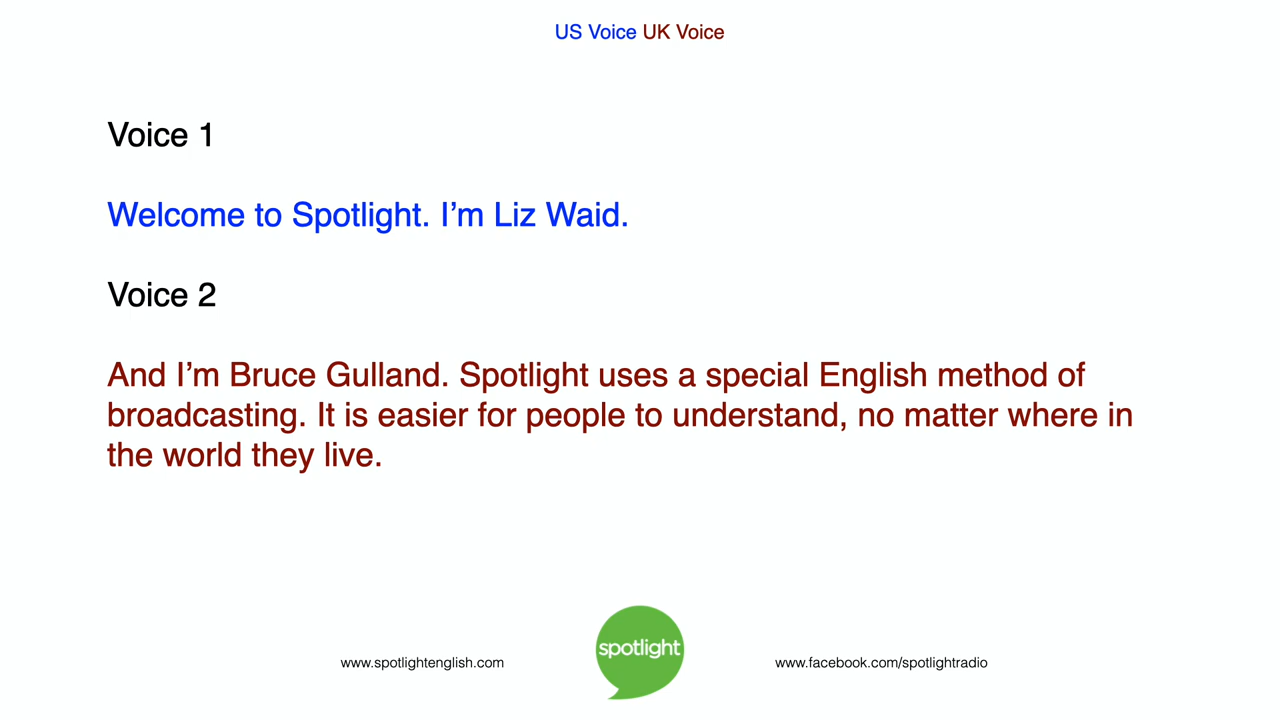 US Voice UK Voice
Voice 1
Welcome to Spotlight. I’m Liz Waid.
Voice 2
And I’m Bruce Gulland. Spotlight uses a special English method of
broadcasting. It is easier for people to understand, no matter where in
the world they live.
www.spotlightenglish.com
spotlight
www.facebook.com/spotlightradio